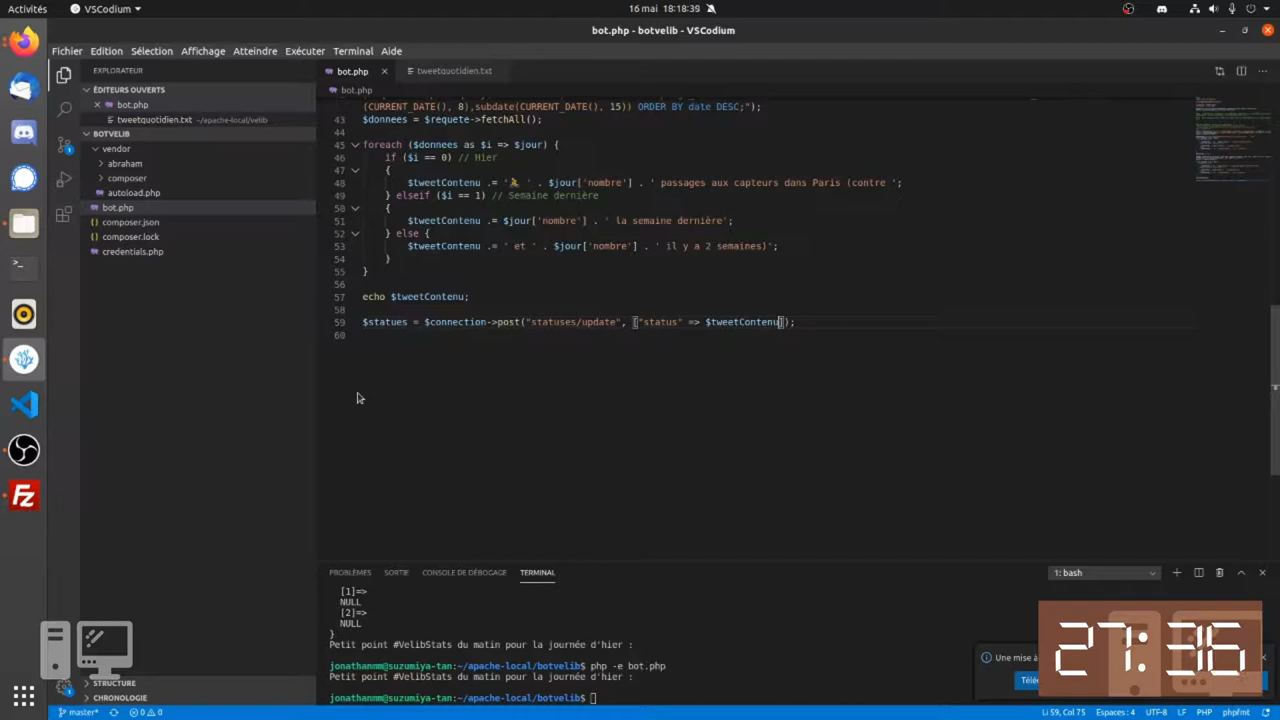 Activités
VSCodium
16 mai 18:18:39
bot.php - botvelib - VSCodium
Fichier Edition Sélection Affichage Atteindre Exécuter Terminal Aide
EXPLORATEUR
ÉDITEURS OUVERTS
bot.php
tweetquotidien.txt ~/apache-local/velib
BOTVELIB
vendor
abraham
composer
autoload.php
bot.php
composer.json
composer.lock
credentials.php
STRUCTURE
CHRONOLOGIE
bot.php
tweetquotidien.txt
bot.php
(CURRENT_DATE(), 8),subdate(CURRENT_DATE(), 15)) ORDER BY date DESC;");
43 $donnees = $requete->fetchAll();
44
45 foreach ($donnees as $i => $jour) {
46 if ($i == 0) // Hier
47 {
48 $tweetContenu .= '🚴 ' . $jour['nombre'] . ' passages aux capteurs dans Paris (contre ';
49 } elseif ($i == 1) // Semaine dernière
50 {
51 $tweetContenu .= $jour['nombre'] . ' la semaine dernière';
52 } else {
53 $tweetContenu .= ' et ' . $jour['nombre'] . ' il y a 2 semaines)';
54 }
55 }
56
57 echo $tweetContenu;
58
59 $statues = $connection->post("statuses/update", ["status" => $tweetContenu]);
60
PROBLÈMES SORTIE CONSOLE DE DÉBOGAGE TERMINAL
1: bash
[1]=>
NULL
[2]=>
NULL
}
Petit point #VelibStats du matin pour la journée d'hier :
jonathanmm@suzumiya-tan:~/apache-local/botvelib$ php -e bot.php
Petit point #VelibStats du matin pour la journée d'hier :
jonathanmm@suzumiya-tan:~/apache-local/botvelib$
Une mise à
27:36
master*
0 0
Li 59, Col 75 Espaces : 4 UTF-8 LF PHP phpfmt